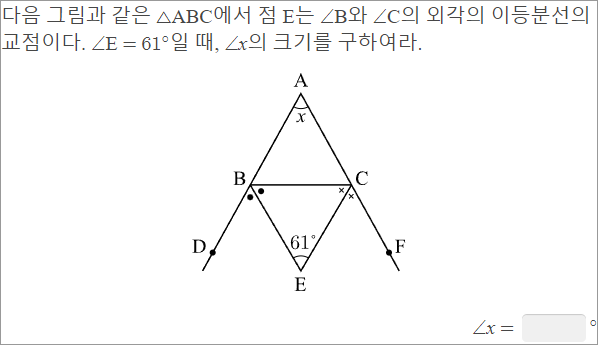 다음 그림과 같은 △ABC에서 점 E는 ∠B와 ∠C의 외각의 이등분선의
교점이다. ∠E = 61°일 때, ∠x의 크기를 구하여라.
A
x
B
C
61°
D
F
E
∠x = °